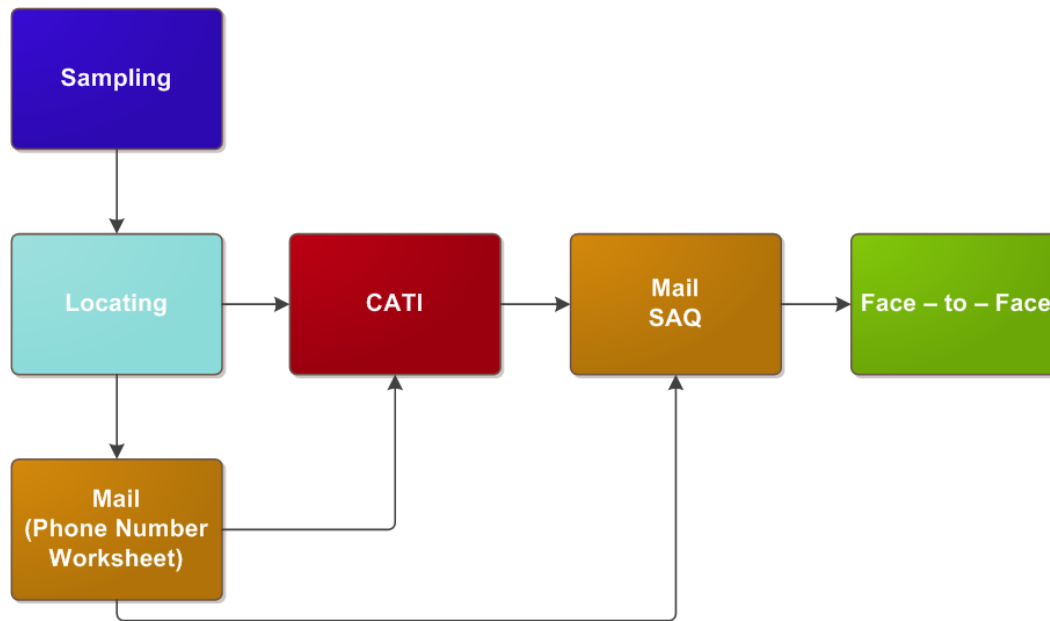 Sampling
Locating
CATI
Mail
SAQ
Face – to – Face
Mail
(Phone Number
Worksheet)